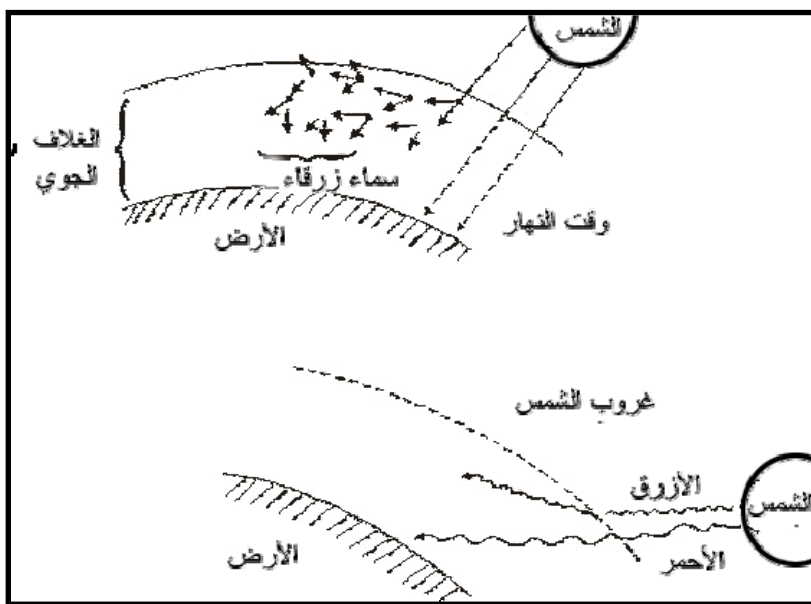 الشمس
الغلاف
الجوي
سماء زرقاء
الأرض
وقت النهار
غروب الشمس
الأزرق
الشمس
الأحمر
الأرض